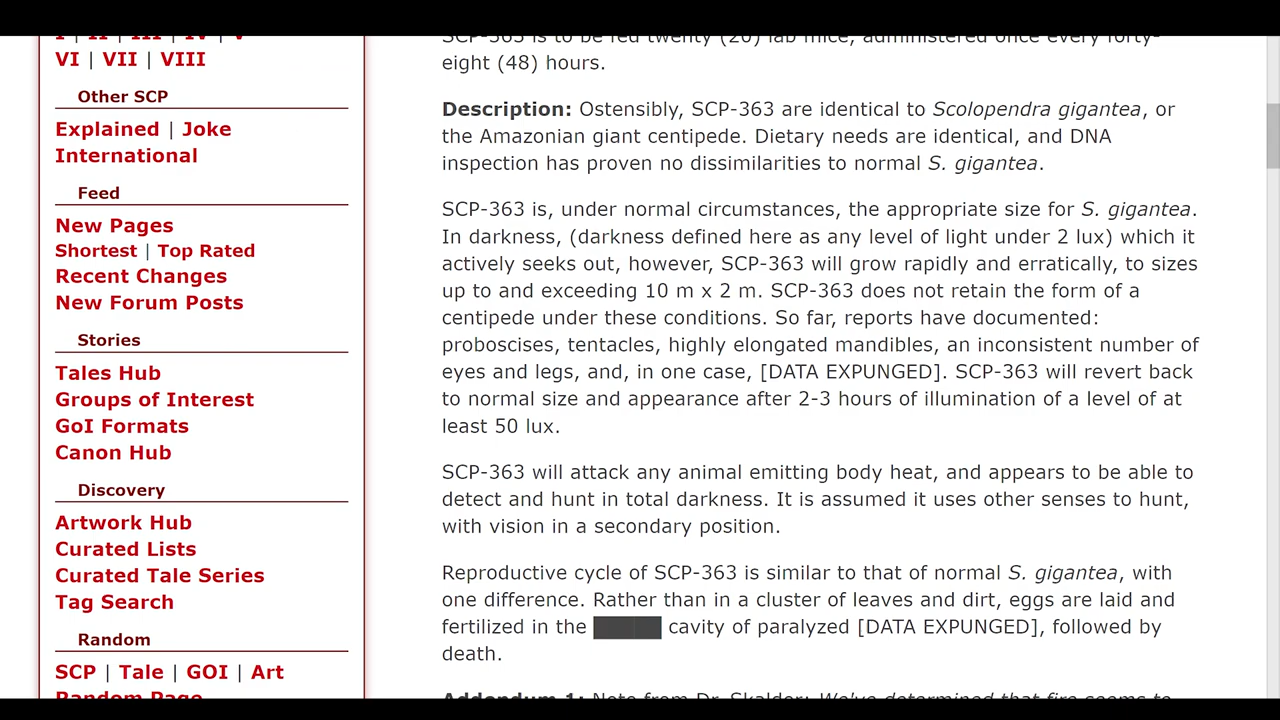 I | II | III | IV | V
VI | VII | VIII
Other SCP
Explained | Joke
International
Feed
New Pages
Shortest | Top Rated
Recent Changes
New Forum Posts
Stories
Tales Hub
Groups of Interest
GoI Formats
Canon Hub
Discovery
Artwork Hub
Curated Lists
Curated Tale Series
Tag Search
Random
SCP | Tale | GOI | Art
Random Page
SCP-363 is to be fed twenty (20) lab mice, administered once every forty-
eight (48) hours.
Description: Ostensibly, SCP-363 are identical to Scolopendra gigantea, or
the Amazonian giant centipede. Dietary needs are identical, and DNA
inspection has proven no dissimilarities to normal S. gigantea.
SCP-363 is, under normal circumstances, the appropriate size for S. gigantea.
In darkness, (darkness defined here as any level of light under 2 lux) which it
actively seeks out, however, SCP-363 will grow rapidly and erratically, to sizes
up to and exceeding 10 m x 2 m. SCP-363 does not retain the form of a
centipede under these conditions. So far, reports have documented:
proboscises, tentacles, highly elongated mandibles, an inconsistent number of
eyes and legs, and, in one case, [DATA EXPUNGED]. SCP-363 will revert back
to normal size and appearance after 2-3 hours of illumination of a level of at
least 50 lux.
SCP-363 will attack any animal emitting body heat, and appears to be able to
detect and hunt in total darkness. It is assumed it uses other senses to hunt,
with vision in a secondary position.
Reproductive cycle of SCP-363 is similar to that of normal S. gigantea, with
one difference. Rather than in a cluster of leaves and dirt, eggs are laid and
fertilized in the █████ cavity of paralyzed [DATA EXPUNGED], followed by
death.
Addendum 1: Note from Dr. Skalder: We've determined that fire seems to